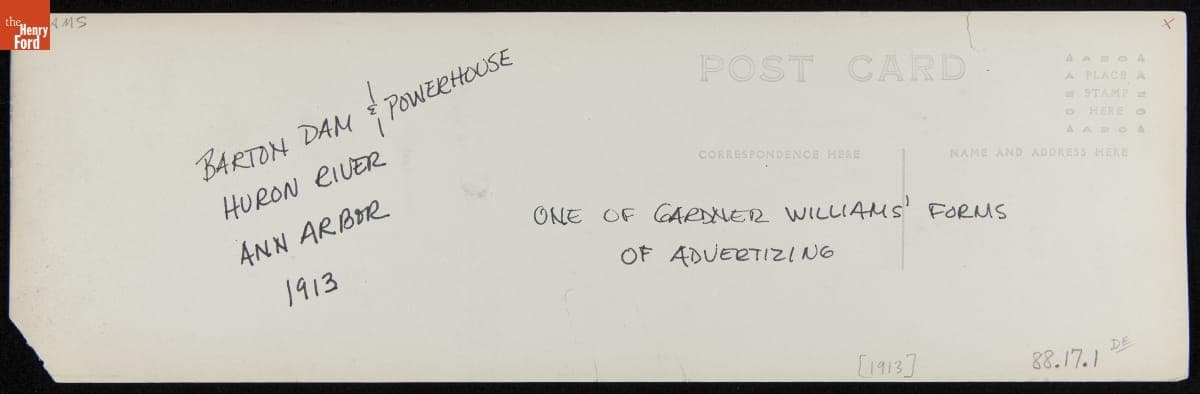 the
Henry
Ford
AMS
x
BARTON DAM & POWERHOUSE
HURON RIVER
ANN ARBOR
1913
POST CARD
PLACE
STAMP
HERE
CORRESPONDENCE HERE
NAME AND ADDRESS HERE
ONE OF GARDNER WILLIAMS' FORMS
OF ADVERTIZING
[1913]
88.17.1 DE